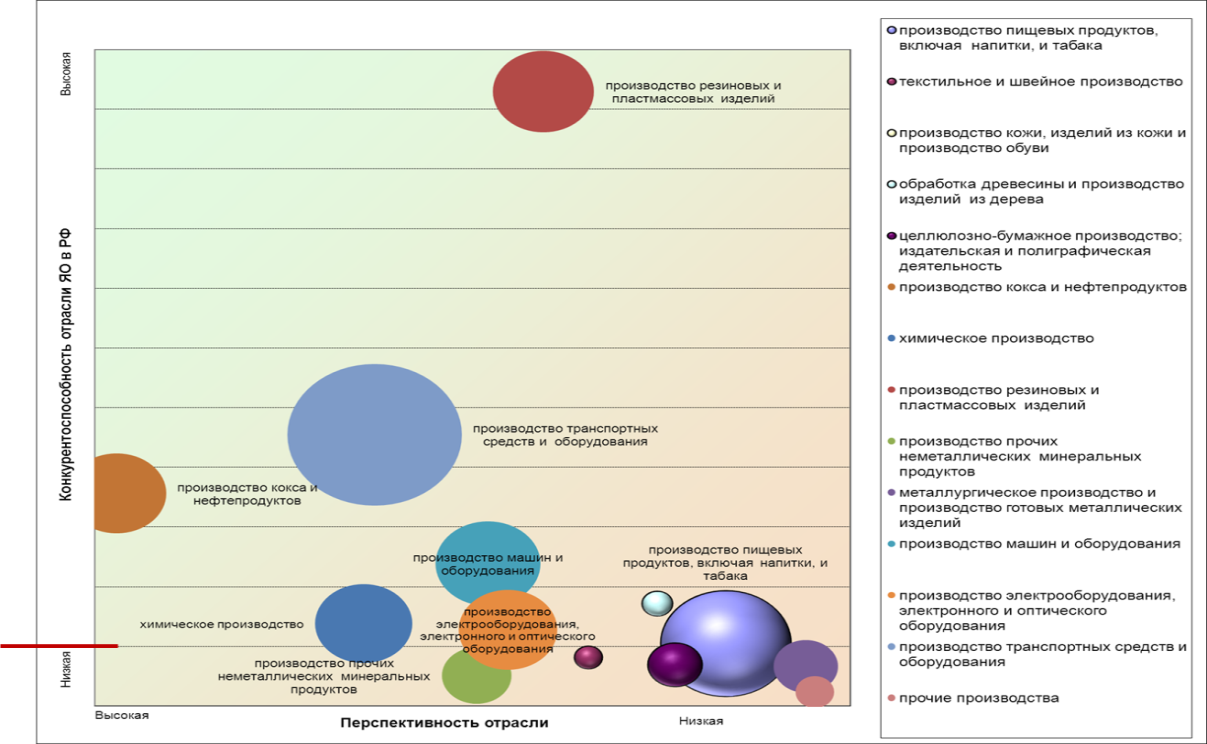 Высокая
Конкурентоспособность отрасли ЯО в РФ
Низкая
производство резиновых и
пластмассовых изделий
производство транспортных
средств и оборудования
производство кокса и
нефтепродуктов
производство машин и
оборудования
производство пищевых
продуктов, включая напитки, и
табака
химическое производство
производство
электрооборудования,
электронного и оптического
оборудования
производство прочих
неметаллических минеральных
продуктов
Высокая
Перспективность отрасли
Низкая
производство пищевых продуктов,
включая напитки, и табака
текстильное и швейное производство
производство кожи, изделий из кожи и
производство обуви
обработка древесины и производство
изделий из дерева
целлюлозно-бумажное производство;
издательская и полиграфическая
деятельность
производство кокса и нефтепродуктов
химическое производство
производство резиновых и
пластмассовых изделий
производство прочих
неметаллических минеральных
продуктов
металлургическое производство и
производство готовых металлических
изделий
производство машин и оборудования
производство электрооборудования,
электронного и оптического
оборудования
производство транспортных средств и
оборудования
прочие производства